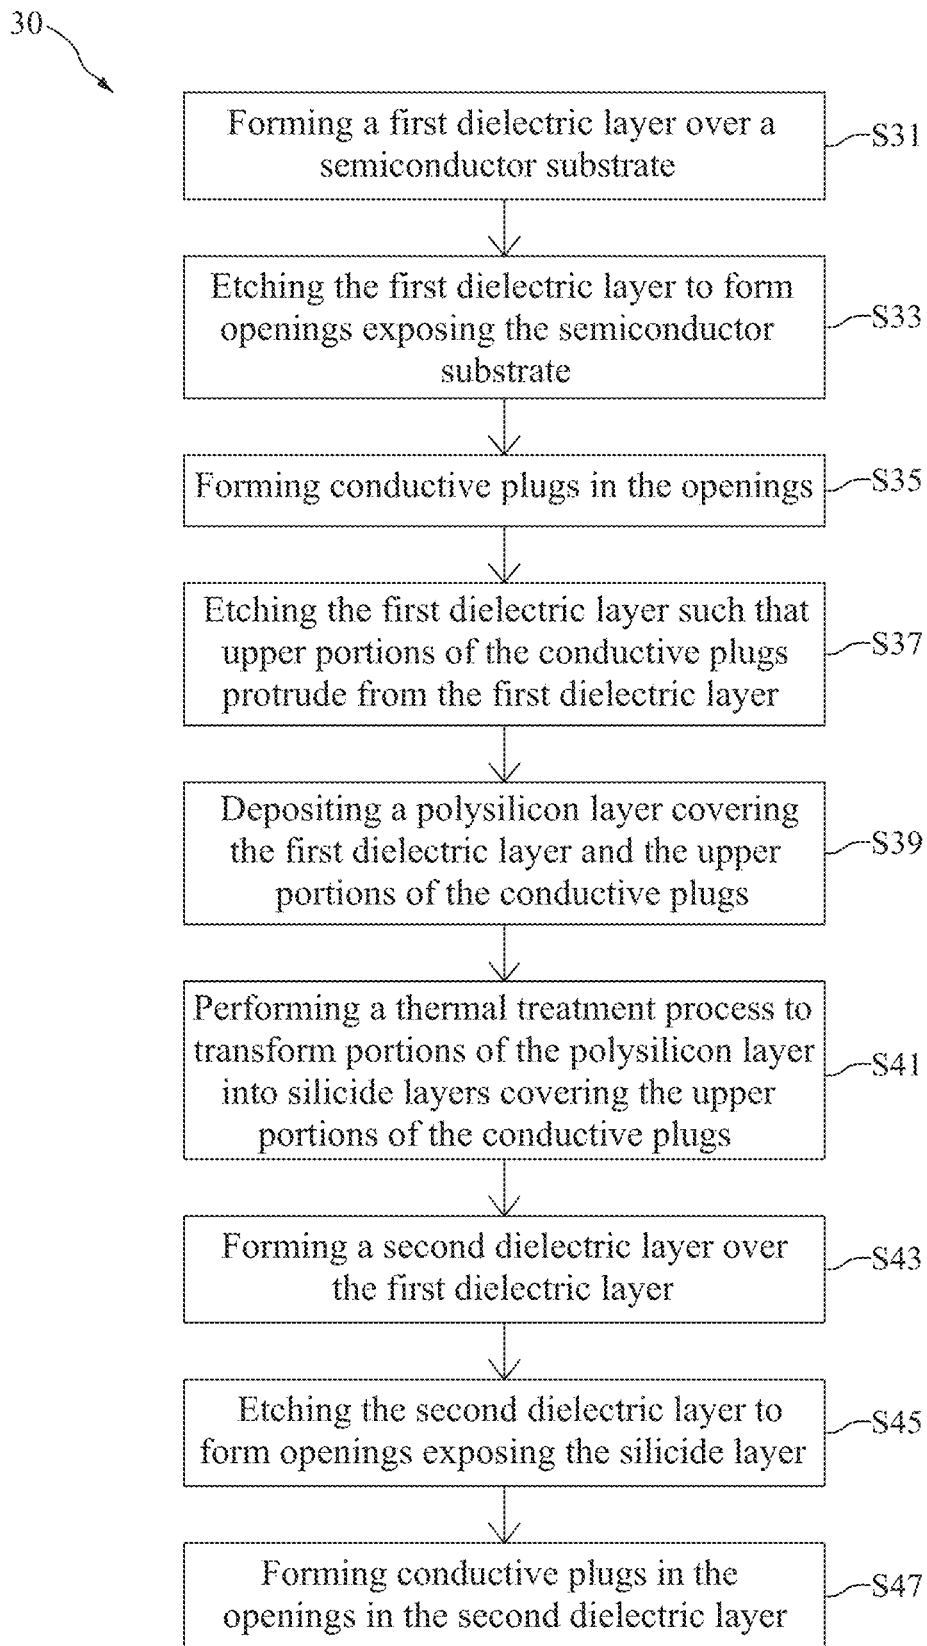 30
Forming a first dielectric layer over a
semiconductor substrate
S31
Etching the first dielectric layer to form
openings exposing the semiconductor
substrate
S33
Forming conductive plugs in the openings
S35
Etching the first dielectric layer such that
upper portions of the conductive plugs
protrude from the first dielectric layer
S37
Depositing a polysilicon layer covering
the first dielectric layer and the upper
portions of the conductive plugs
S39
Performing a thermal treatment process to
transform portions of the polysilicon layer
into silicide layers covering the upper
portions of the conductive plugs
S41
Forming a second dielectric layer over
the first dielectric layer
S43
Etching the second dielectric layer to
form openings exposing the silicide layer
S45
Forming conductive plugs in the
openings in the second dielectric layer
S47